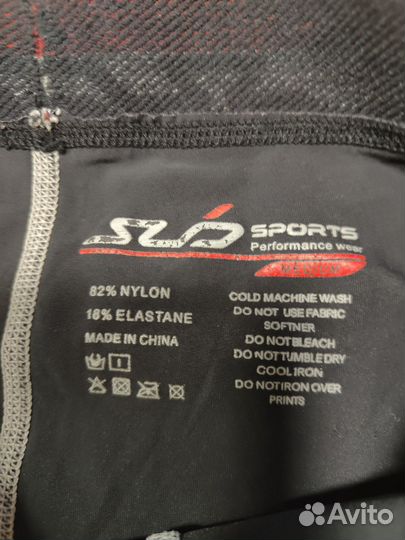 SUB SPORTS
Performance wear
MEDIUM
82% NYLON
18% ELASTANE
MADE IN CHINA
COLD MACHINE WASH
DO NOT USE FABRIC
SOFTNER
DO NOT BLEACH
DO NOT TUMBLE DRY
COOL IRON
DO NOT IRON OVER
PRINTS
Avito